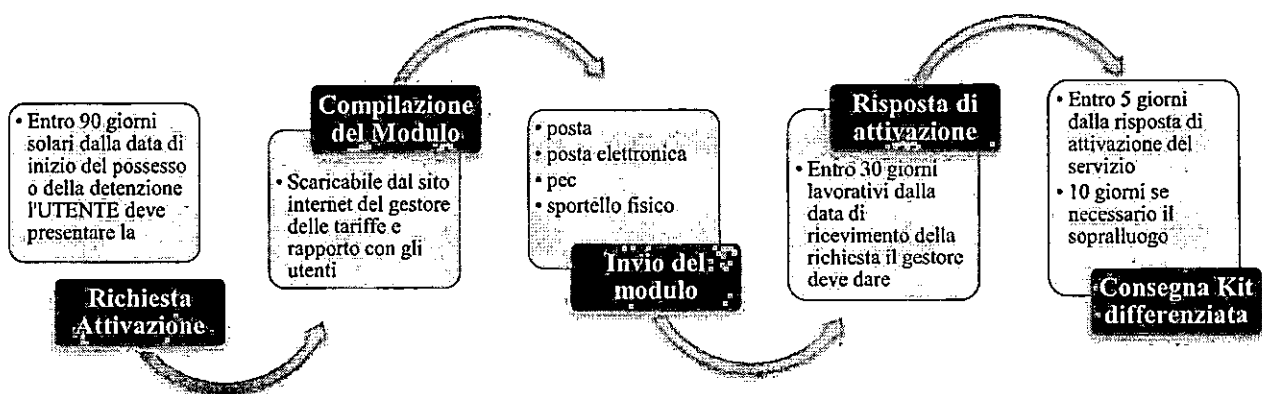 • Entro 90 giorni
solari dalla data di
inizio del possesso
o della detenzione
l'UTENTE deve
presentare la
Richiesta
Attivazione
Compilazione
del Modulo
• Scaricabile dal sito
internet del gestore
delle tariffe e
rapporto con gli
utenti
• posta
• posta elettronica
• pec
• sportello fisico
Invio del
modulo
Risposta di
attivazione
• Entro 30 giorni
lavorativi dalla
data di
ricevimento della
richiesta il gestore
deve dare
• Entro 5 giorni
dalla risposta di
attivazione del
servizio
• 10 giorni se
necessario il
sopralluogo
Consegna Kit
differenziata